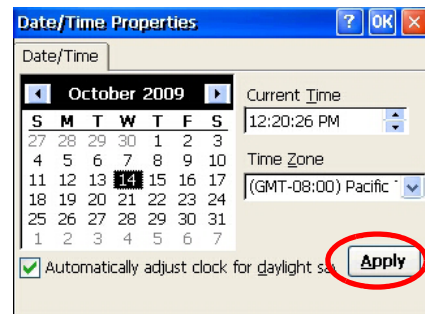 Date/Time Properties ? OK
Date/Time
October 2009
S M T W T F S
27 28 29 30 1 2 3
4 5 6 7 8 9 10
11 12 13 14 15 16 17
18 19 20 21 22 23 24
25 26 27 28 29 30 31
1 2 3 4 5 6 7
Current Time
12:20:26 PM
Time Zone
(GMT-08:00) Pacific
Automatically adjust clock for daylight
Apply